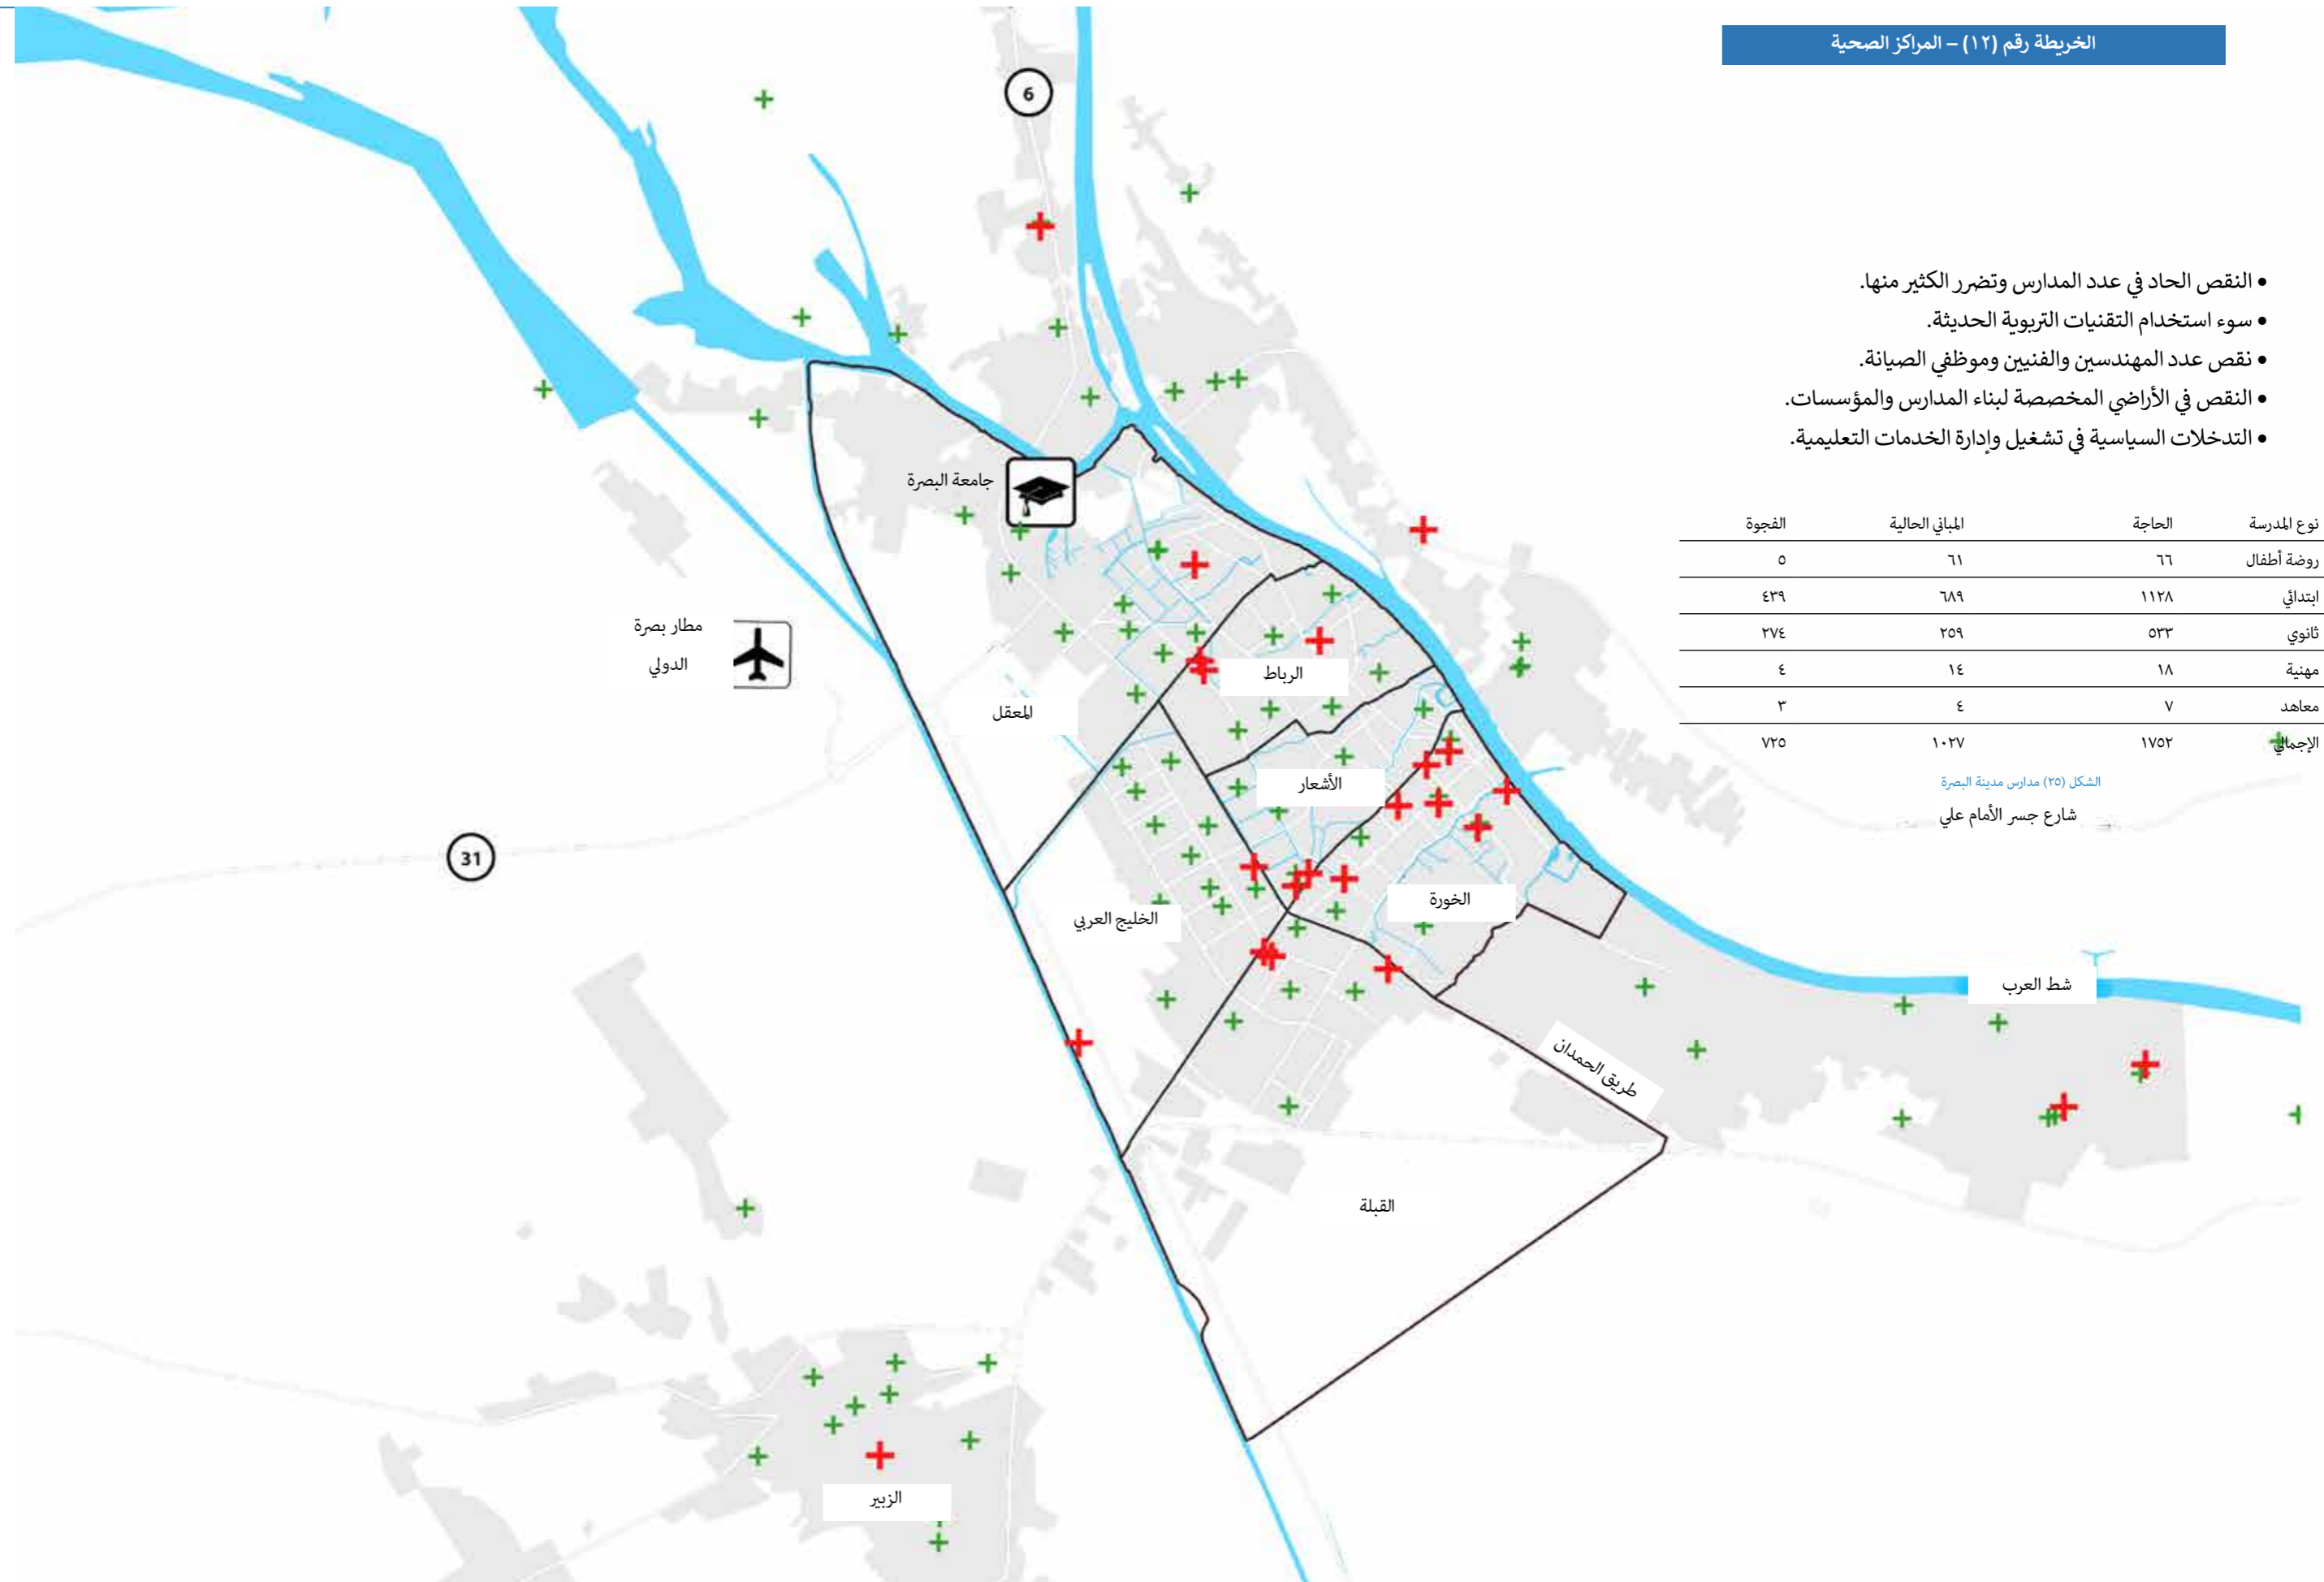 الخريطة رقم (١٢) – المراكز الصحية
6
• النقص الحاد في عدد المدارس وتضرر الكثير منها.
• سوء استخدام التقنيات التربوية الحديثة.
• نقص عدد المهندسين والفنيين وموظفي الصيانة.
• النقص في الأراضي المخصصة لبناء المدارس والمؤسسات.
• التدخلات السياسية في تشغيل وإدارة الخدمات التعليمية.
جامعة البصرة
نوع المدرسة الحاجة المباني الحالية الفجوة
روضة أطفال ٦٦ ٦١ ٥
ابتدائي ١١٢٨ ٦٨٩ ٤٣٩
ثانوي ٥٣٣ ٢٥٩ ٢٧٤
مهنية ١٨ ١٤ ٤
معاهد ٧ ٤ ٣
الإجمالي ١٧٥٢ ١٠٢٧ ٧٢٥
الشكل (٢٥) مدارس مدينة البصرة
شارع جسر الأمام علي
مطار بصرة
الدولي
الرباط
المعقل
الأشعار
31
الخورة
الخليج العربي
شط العرب
طريق الحمدان
القبلة
الزبير